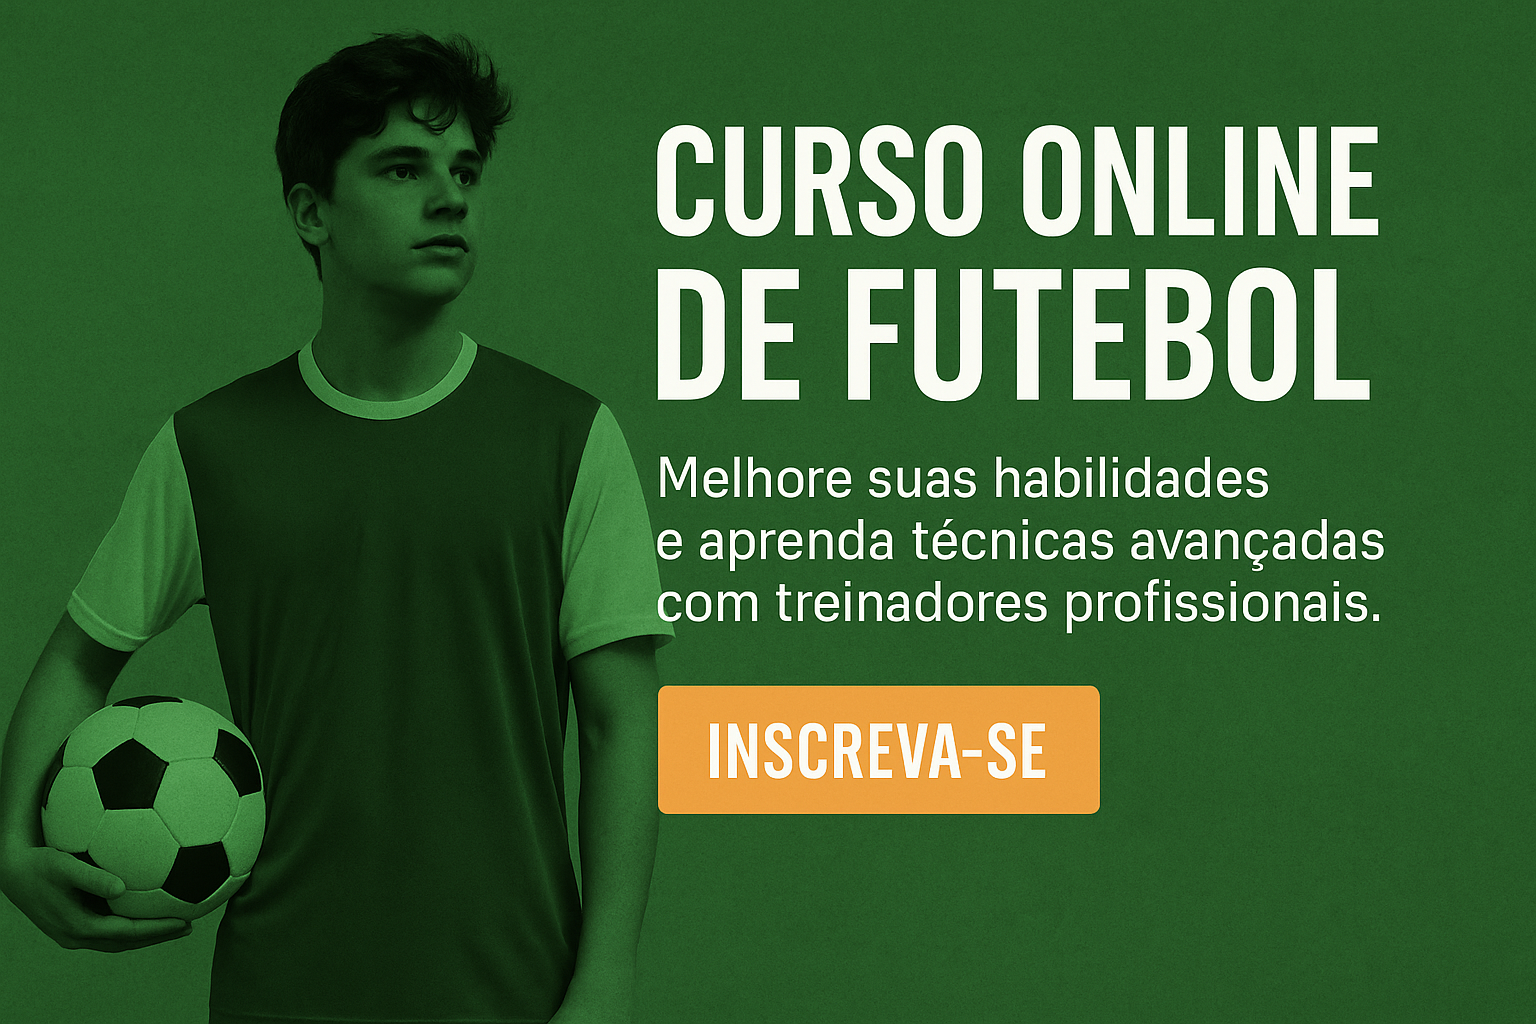 CURSO ONLINE
DE FUTEBOL
Melhore suas habilidades
e aprenda técnicas avançadas
com treinadores profissionais.
INSCREVA-SE